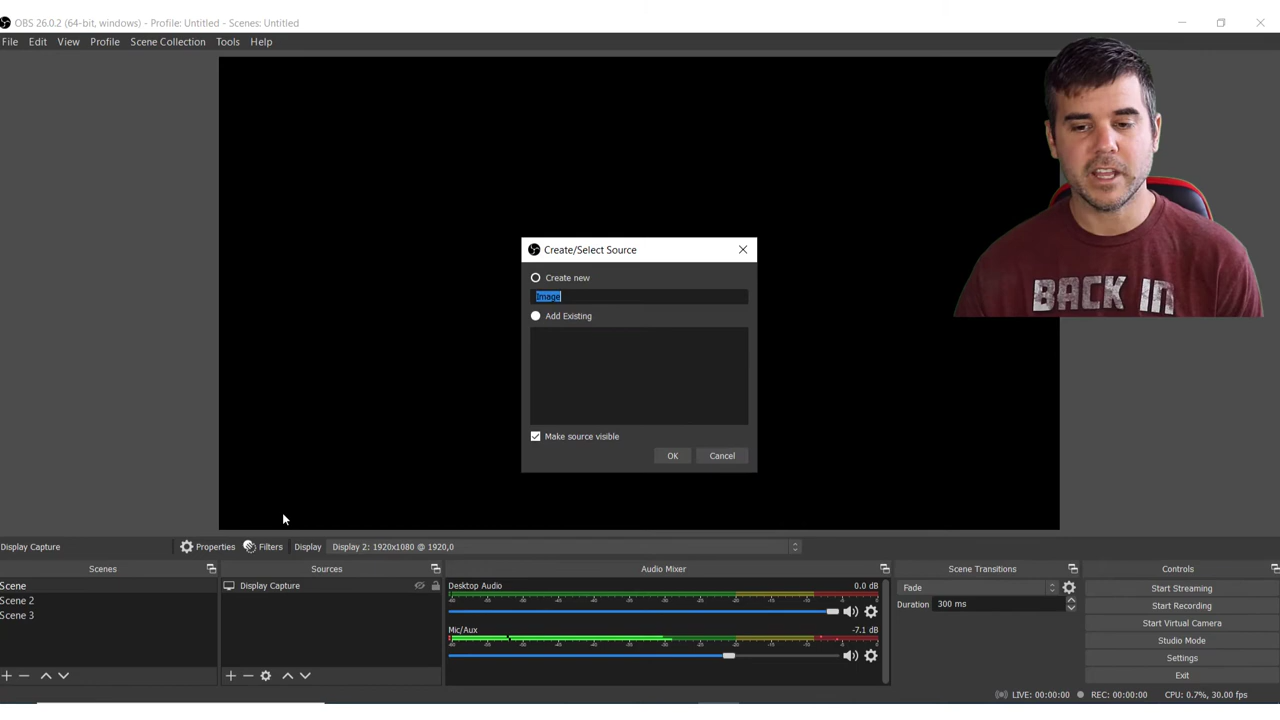 OBS 26.0.2 (64-bit, windows) - Profile: Untitled - Scenes: Untitled
File Edit View Profile Scene Collection Tools Help
BACK IN
Create/Select Source
Create new
Image
Add Existing
Make source visible
OK Cancel
Display Capture Properties Filters Display Display 2: 1920x1080 @ 1920,0
Scenes Sources Audio Mixer Scene Transitions Controls
Scene
Scene 2
Scene 3
Display Capture
Desktop Audio 0.0 dB
Mic/Aux -7.1 dB
Fade
Duration 300 ms
Start Streaming
Start Recording
Start Virtual Camera
Studio Mode
Settings
Exit
LIVE: 00:00:00 REC: 00:00:00 CPU: 0.7%, 30.00 fps